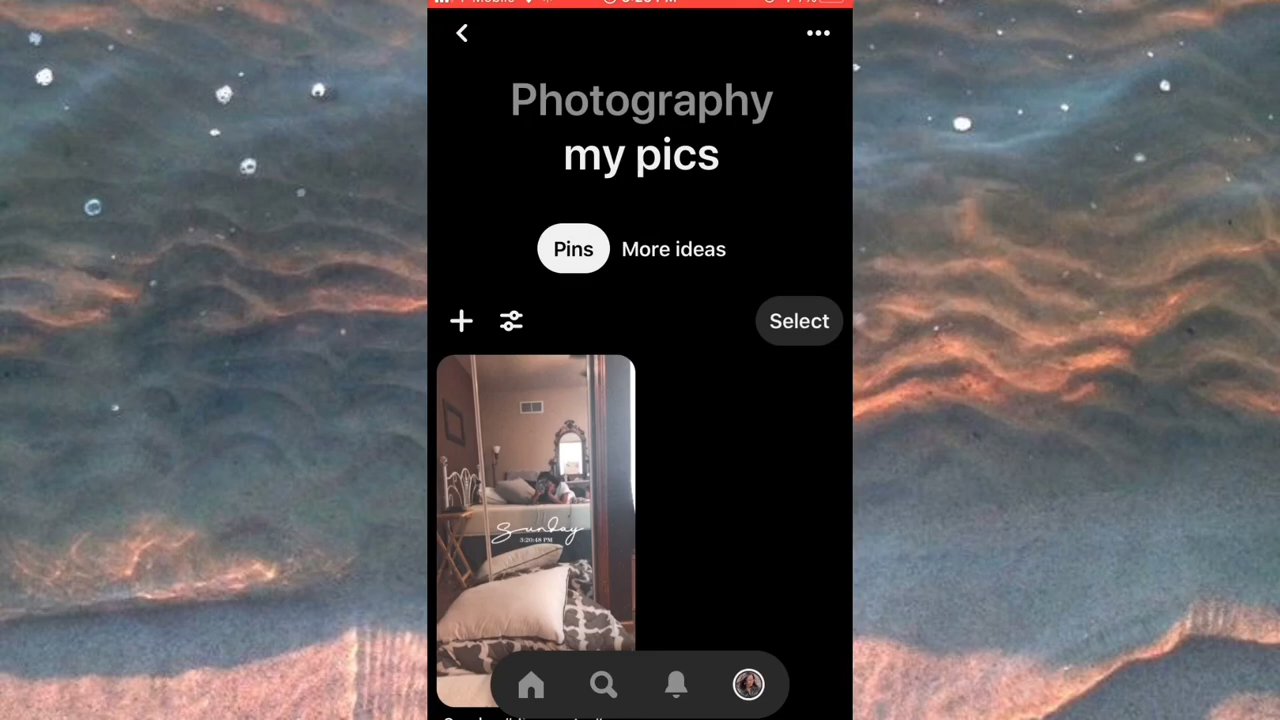 Photography
my pics
Pins
More ideas
Select
Sunday
3:20:48 PM